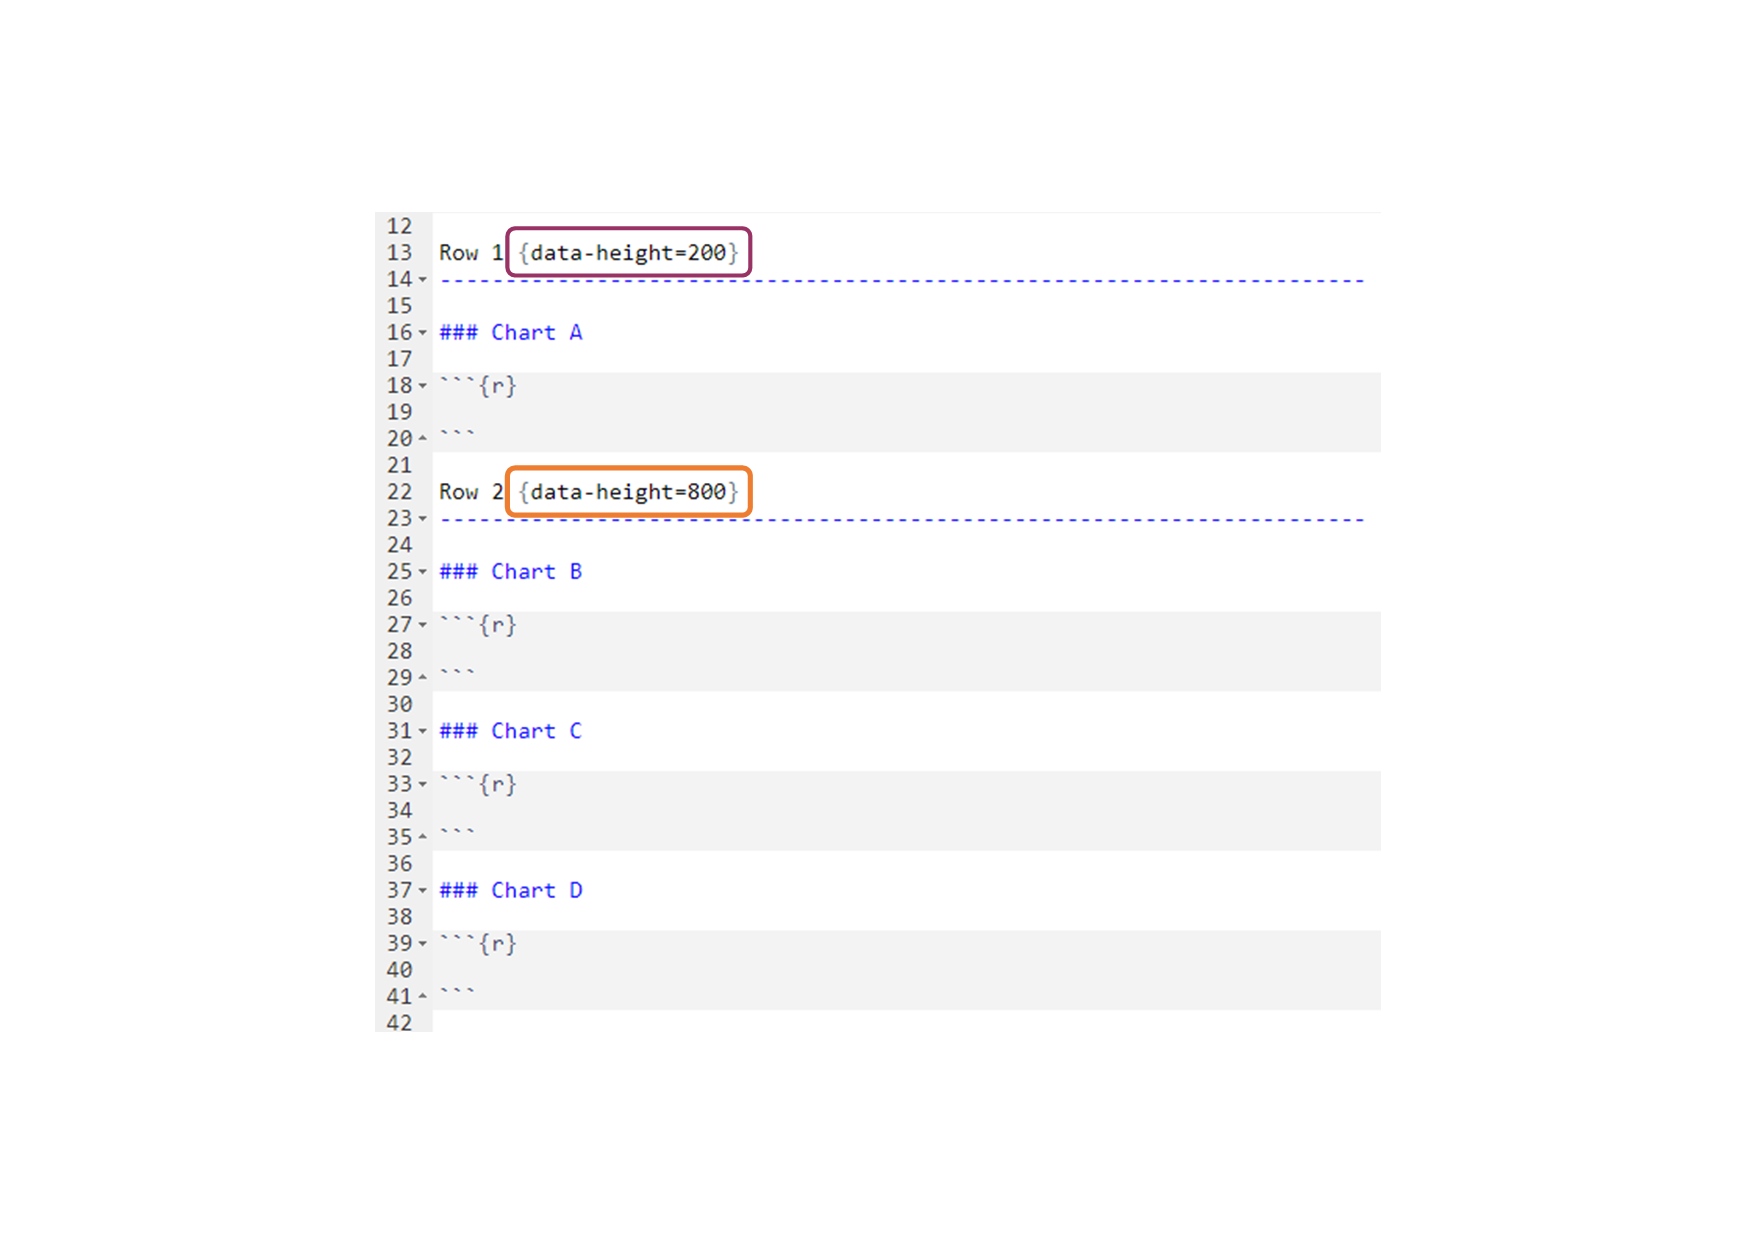 12
13 Row 1 {data-height=200}
14 -----------------------------------------------------------------------
15
16 ### Chart A
17
18 ```{r}
19
20 ```
21
22 Row 2 {data-height=800}
23 -----------------------------------------------------------------------
24
25 ### Chart B
26
27 ```{r}
28
29 ```
30
31 ### Chart C
32
33 ```{r}
34
35 ```
36
37 ### Chart D
38
39 ```{r}
40
41 ```
42